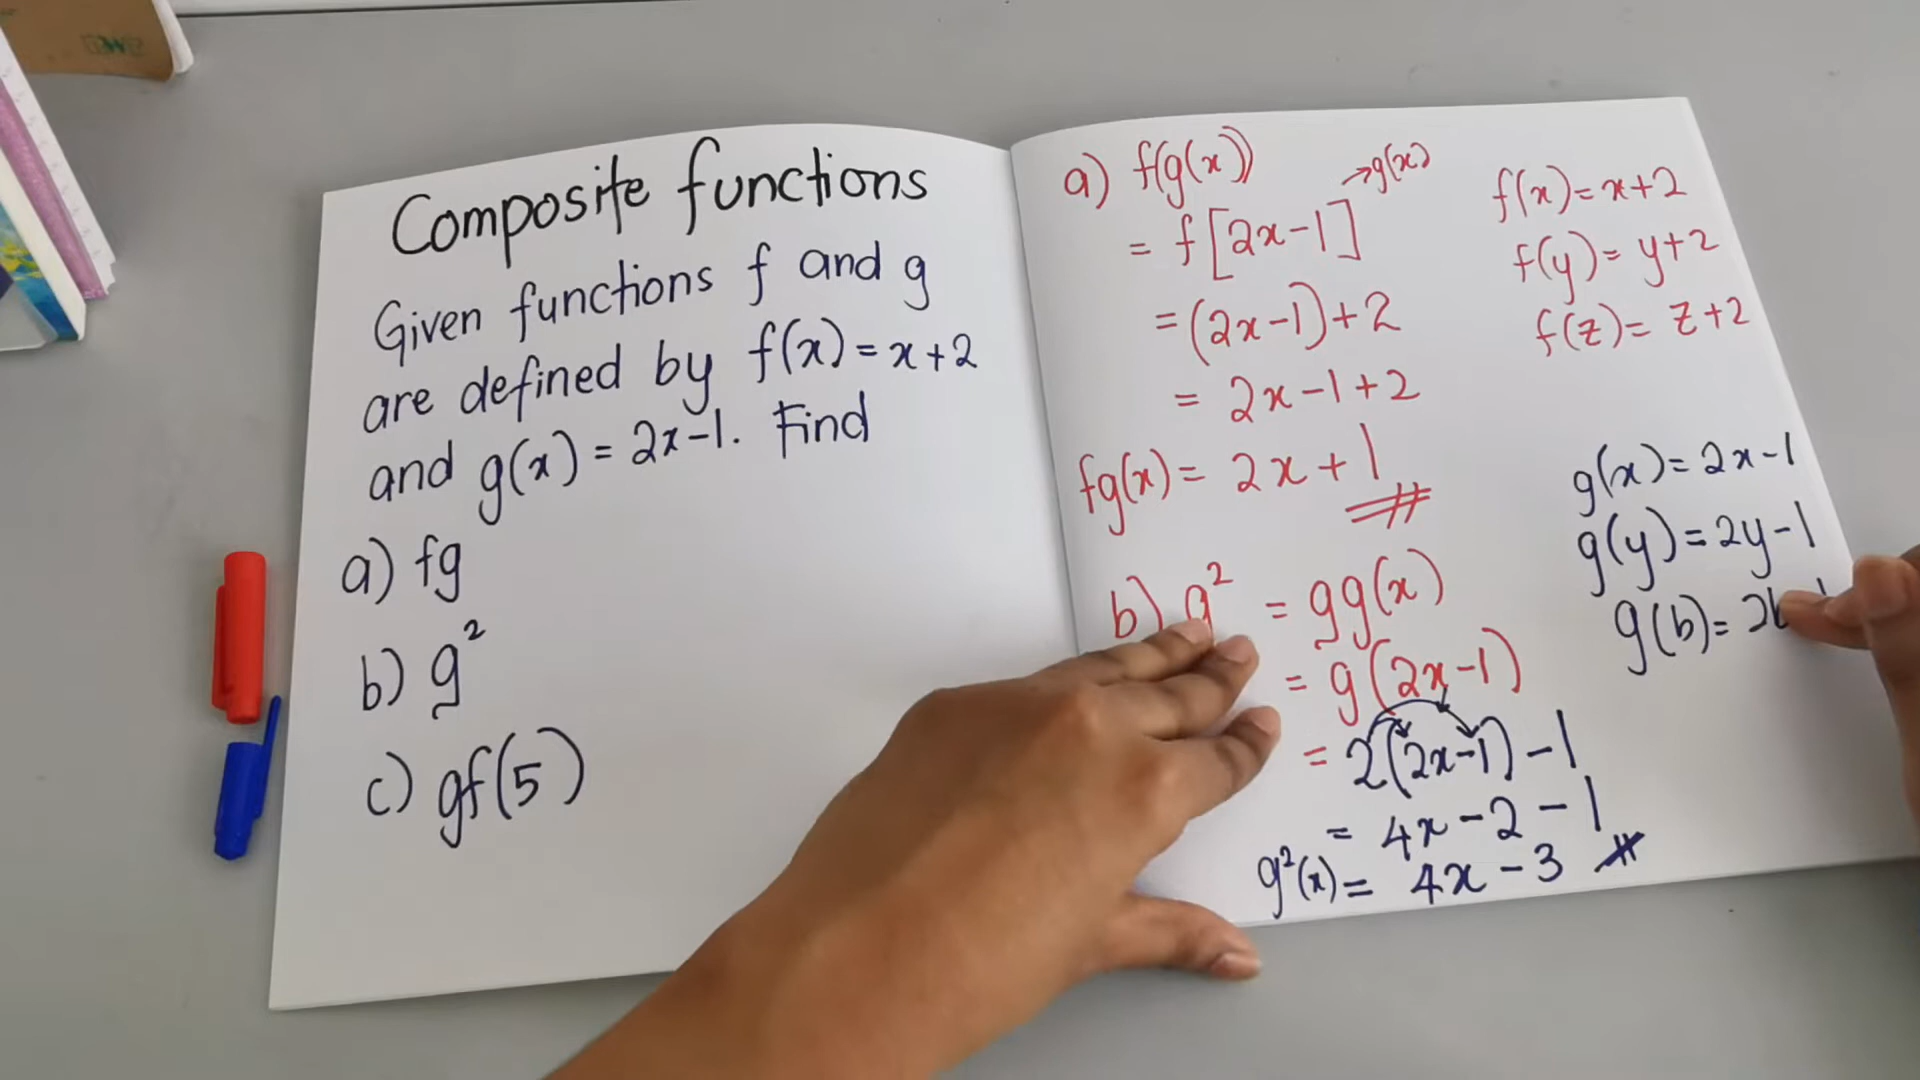 Composite functions
Given functions f and g
are defined by f(x) = x+2
and g(x) = 2x-1. Find
a) fg
b) g²
c) gf(5)
a) f(g(x))
→g(x)
= f[2x-1]
= (2x-1)+2
= 2x-1+2
fg(x) = 2x+1
f(x) = x+2
f(y) = y+2
f(z) = z+2
b) g² = gg(x)
= g(2x-1)
= 2(2x-1)-1
= 4x-2-1
g²(x) = 4x-3
g(x) = 2x-1
g(y) = 2y-1
g(b) =